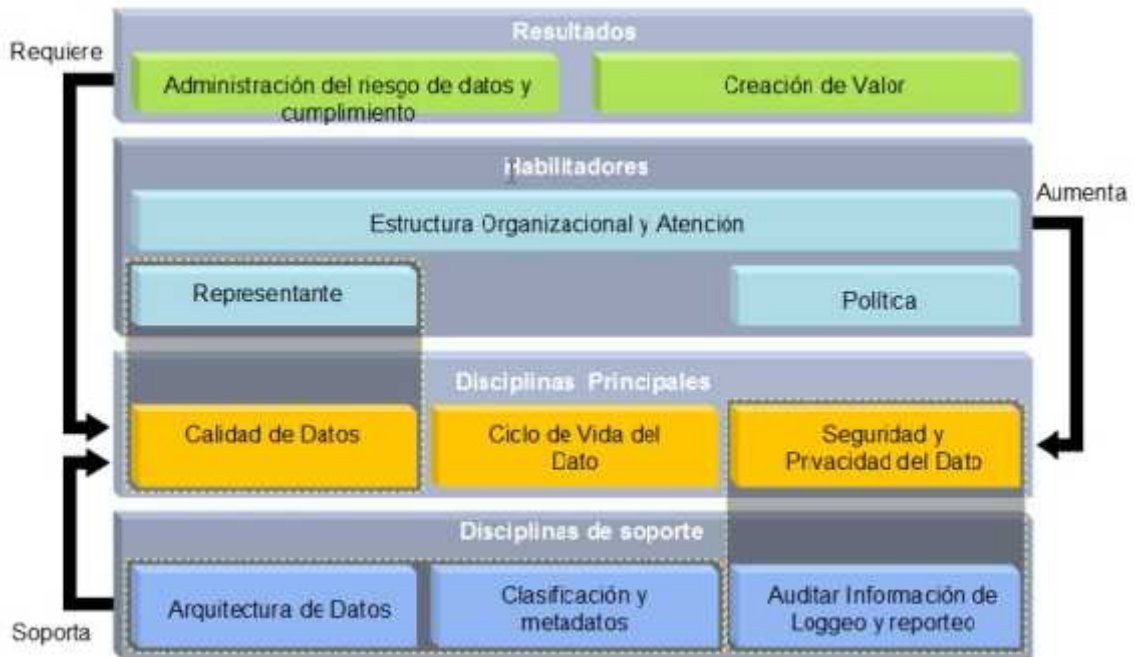 Resultados
Requiere
Administración del riesgo de datos y
cumplimiento
Creación de Valor
Habilitadores
Aumenta
Estructura Organizacional y Atención
Representante
Política
Disciplinas Principales
Calidad de Datos
Ciclo de Vida del
Dato
Seguridad y
Privacidad del Dato
Disciplinas de soporte
Arquitectura de Datos
Clasificación y
metadatos
Auditar Información de
Loggeo y reporteo
Soporta